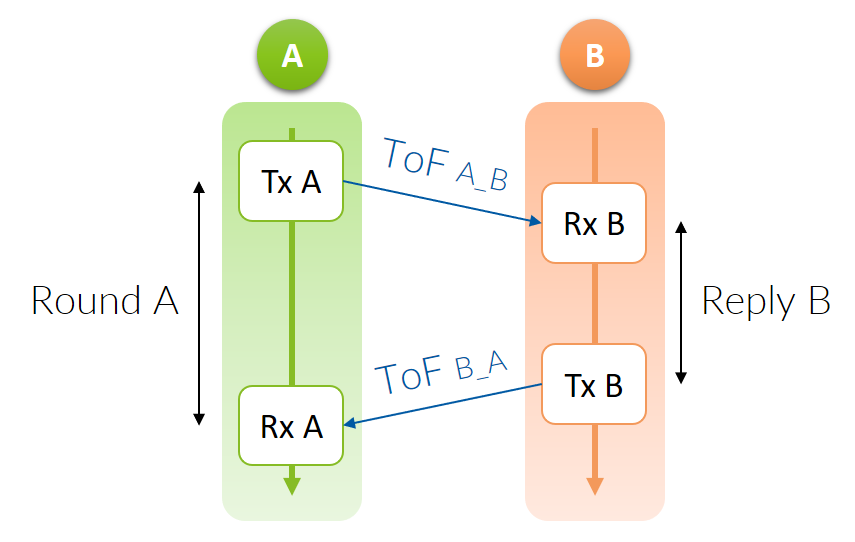 A
B
Tx A
ToF A_B
Rx B
Round A
Reply B
ToF B_A
Tx B
Rx A